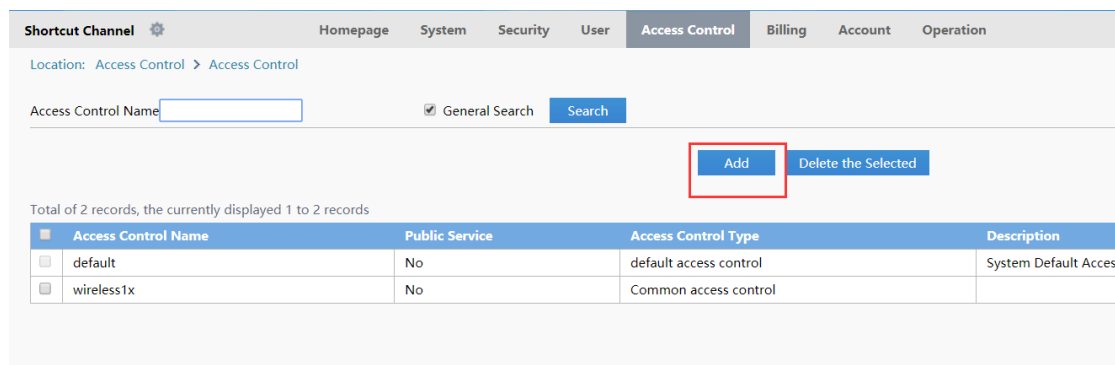 Shortcut Channel Homepage System Security User Access Control Billing Account Operation
Location: Access Control > Access Control
Access Control Name General Search Search
Add Delete the Selected
Total of 2 records, the currently displayed 1 to 2 records
Access Control Name Public Service Access Control Type Description
default No default access control System Default Acces
wireless1x No Common access control